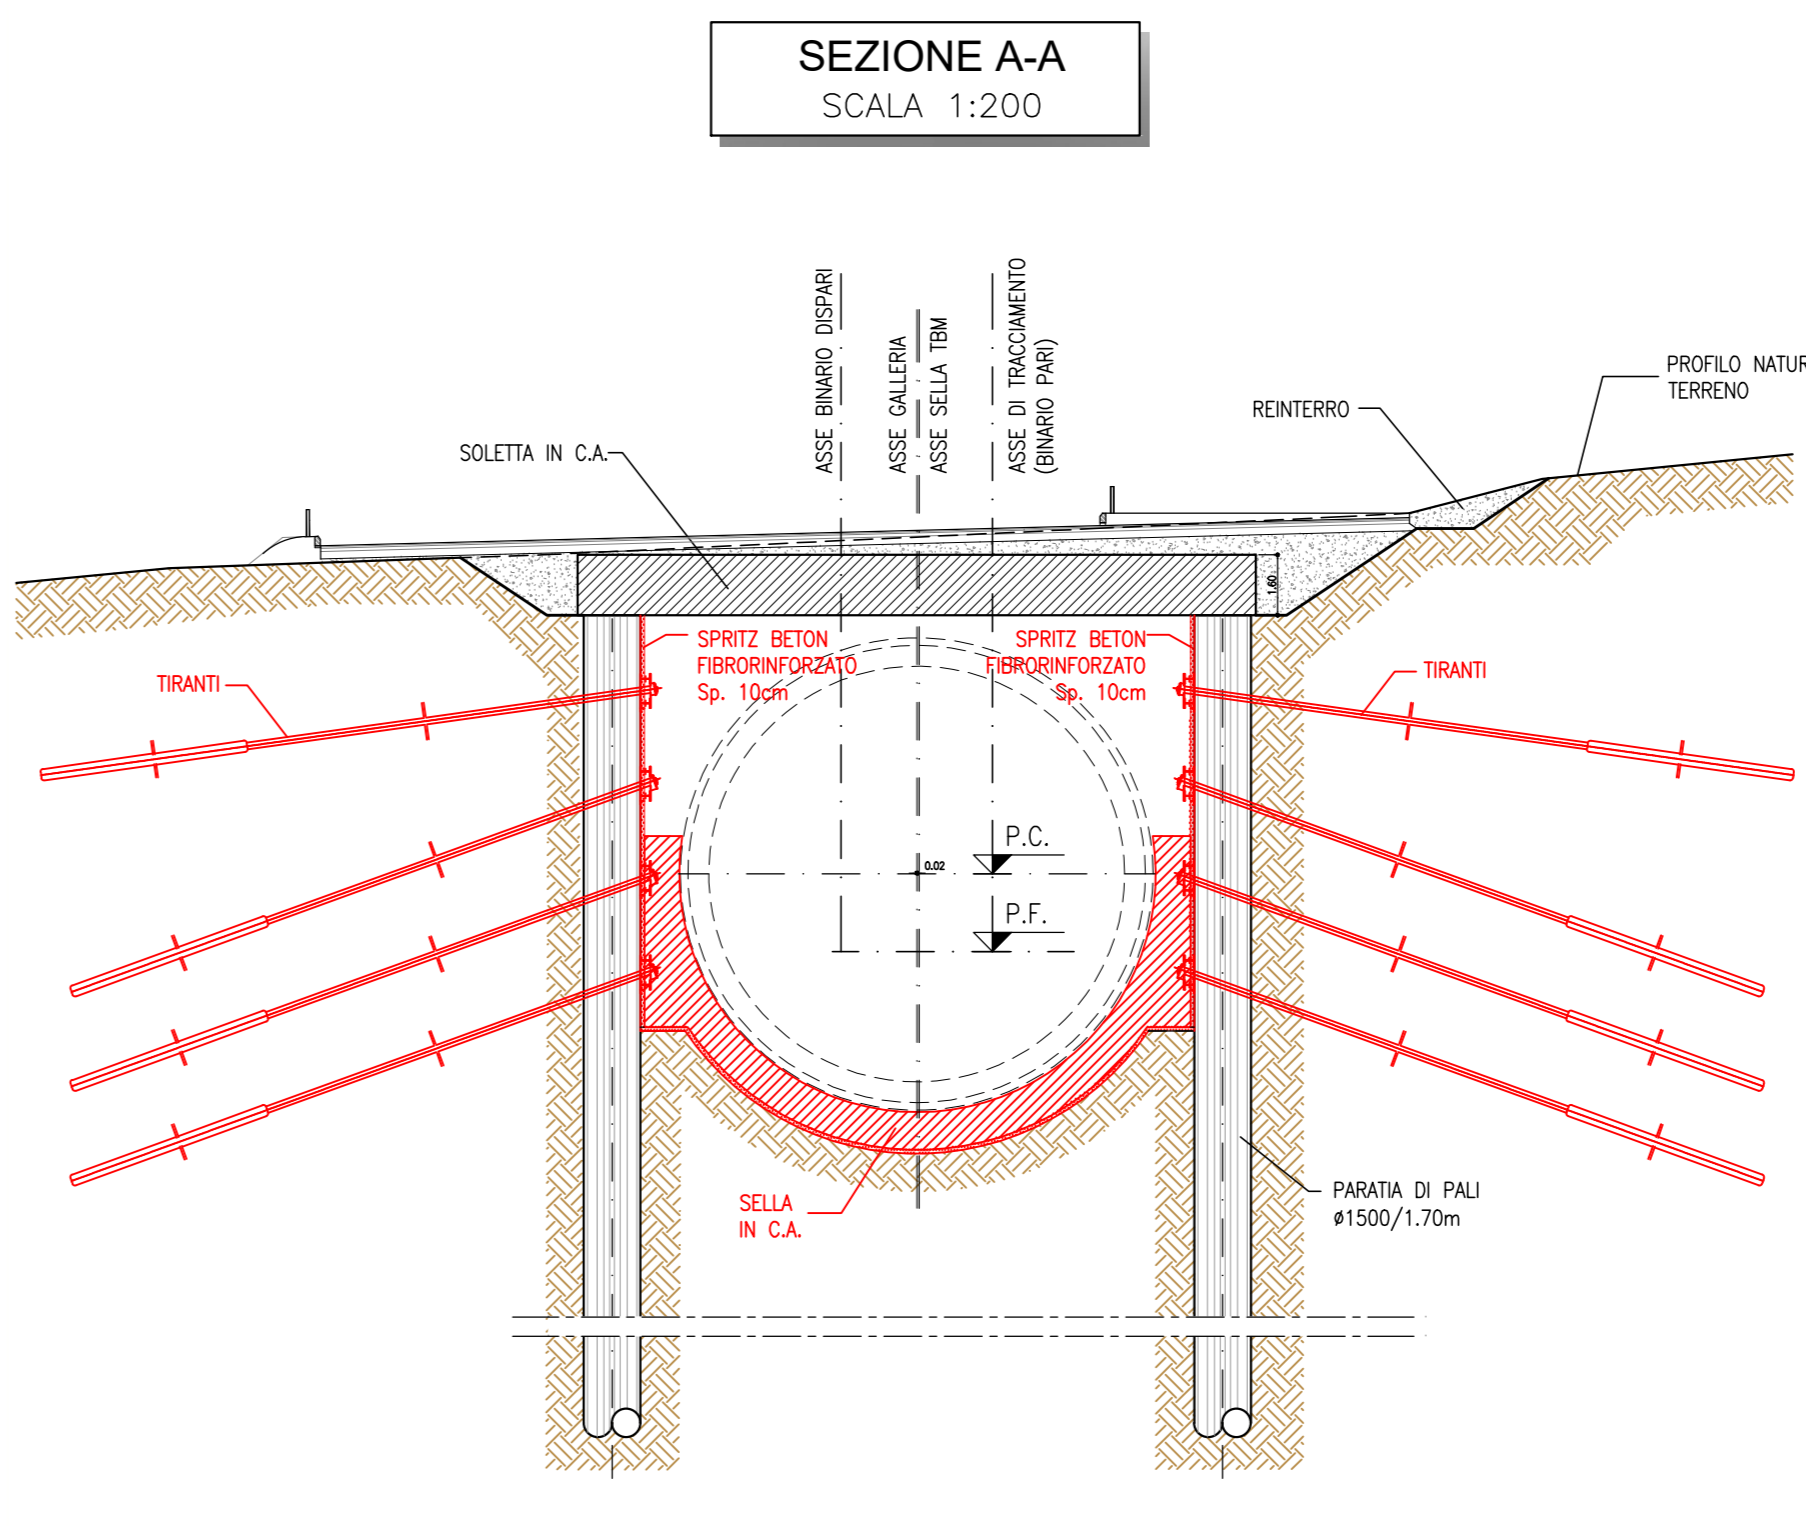 SEZIONE A-A
SCALA 1:200
ASSE BINARIO DISPARI
ASSE GALLERIA
ASSE SELLA TBM
ASSE DI TRACCIAMENTO
(BINARIO PARI)
PROFILO NATUR
TERRENO
REINTERRO
SOLETTA IN C.A.
1.60
SPRITZ BETON
FIBRORINFORZATO
Sp. 10cm
SPRITZ BETON
FIBRORINFORZATO
Sp. 10cm
TIRANTI
TIRANTI
P.C.
0.02
P.F.
SELLA
IN C.A.
PARATIA DI PALI
ø1500/1.70m